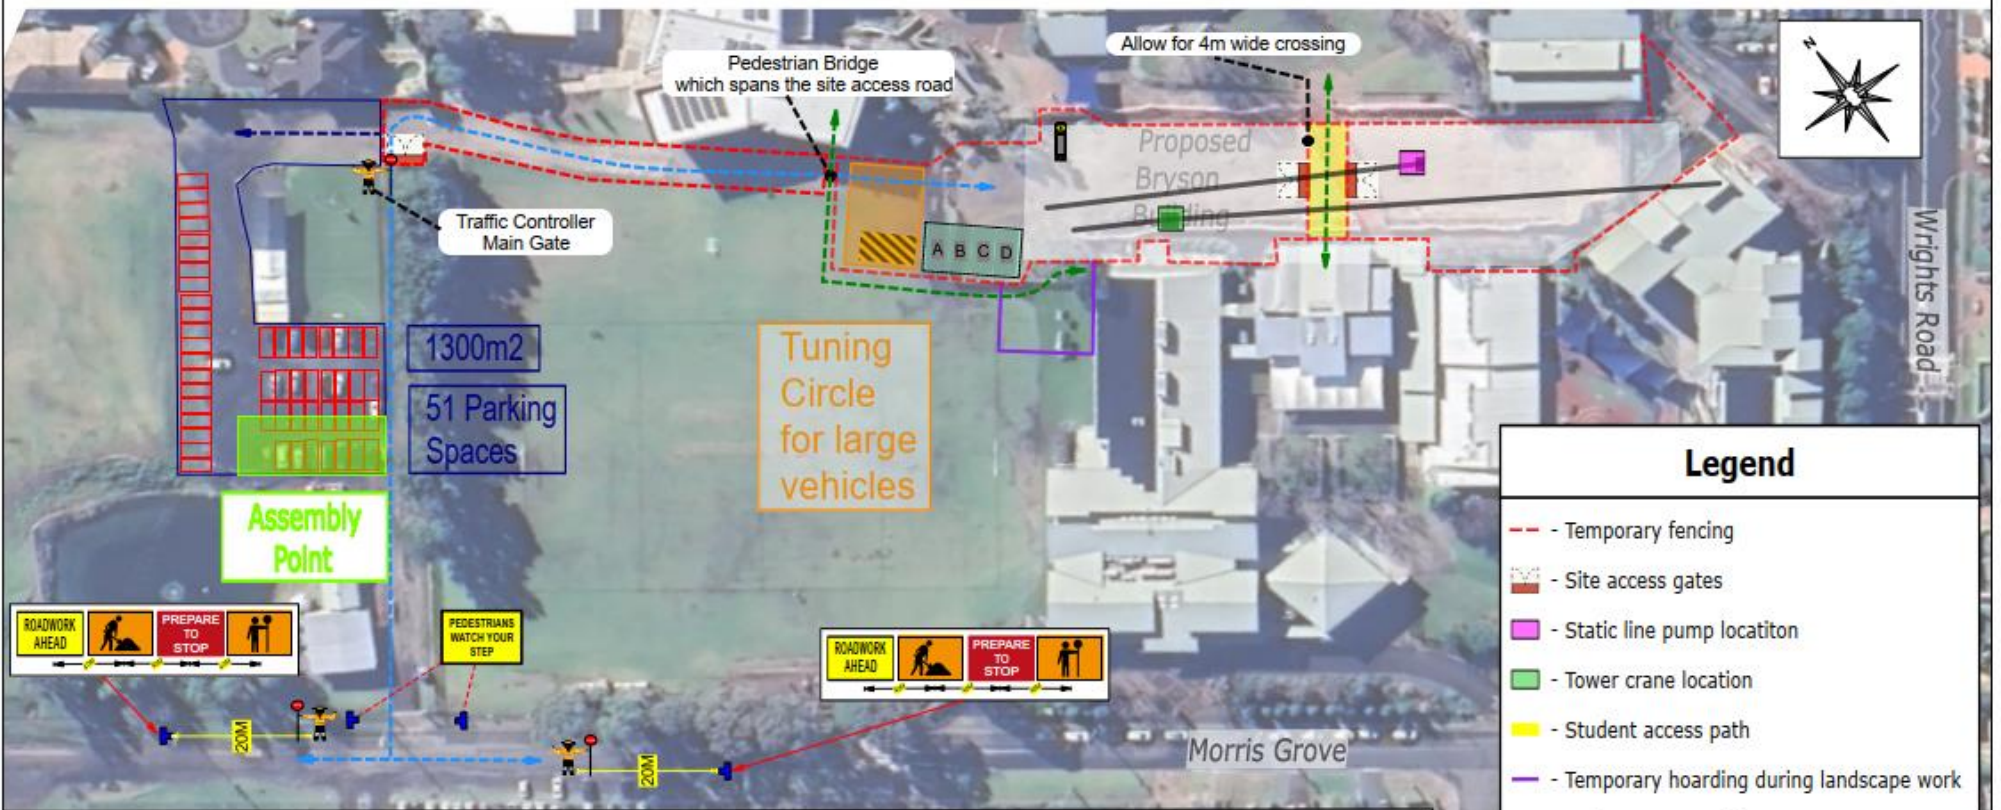 Pedestrian Bridge
which spans the site access road
Allow for 4m wide crossing
N
Traffic Controller
Main Gate
Proposed
Bryson
Building
A B C D
Wrights Road
1300m2
51 Parking
Spaces
Tuning
Circle
for large
vehicles
Assembly
Point
ROADWORK
AHEAD
PREPARE
TO
STOP
PEDESTRIANS
WATCH YOUR
STEP
ROADWORK
AHEAD
PREPARE
TO
STOP
20M
20M
Morris Grove
Legend
- Temporary fencing
- Site access gates
- Static line pump locatiton
- Tower crane location
- Student access path
- Temporary hoarding during landscape work